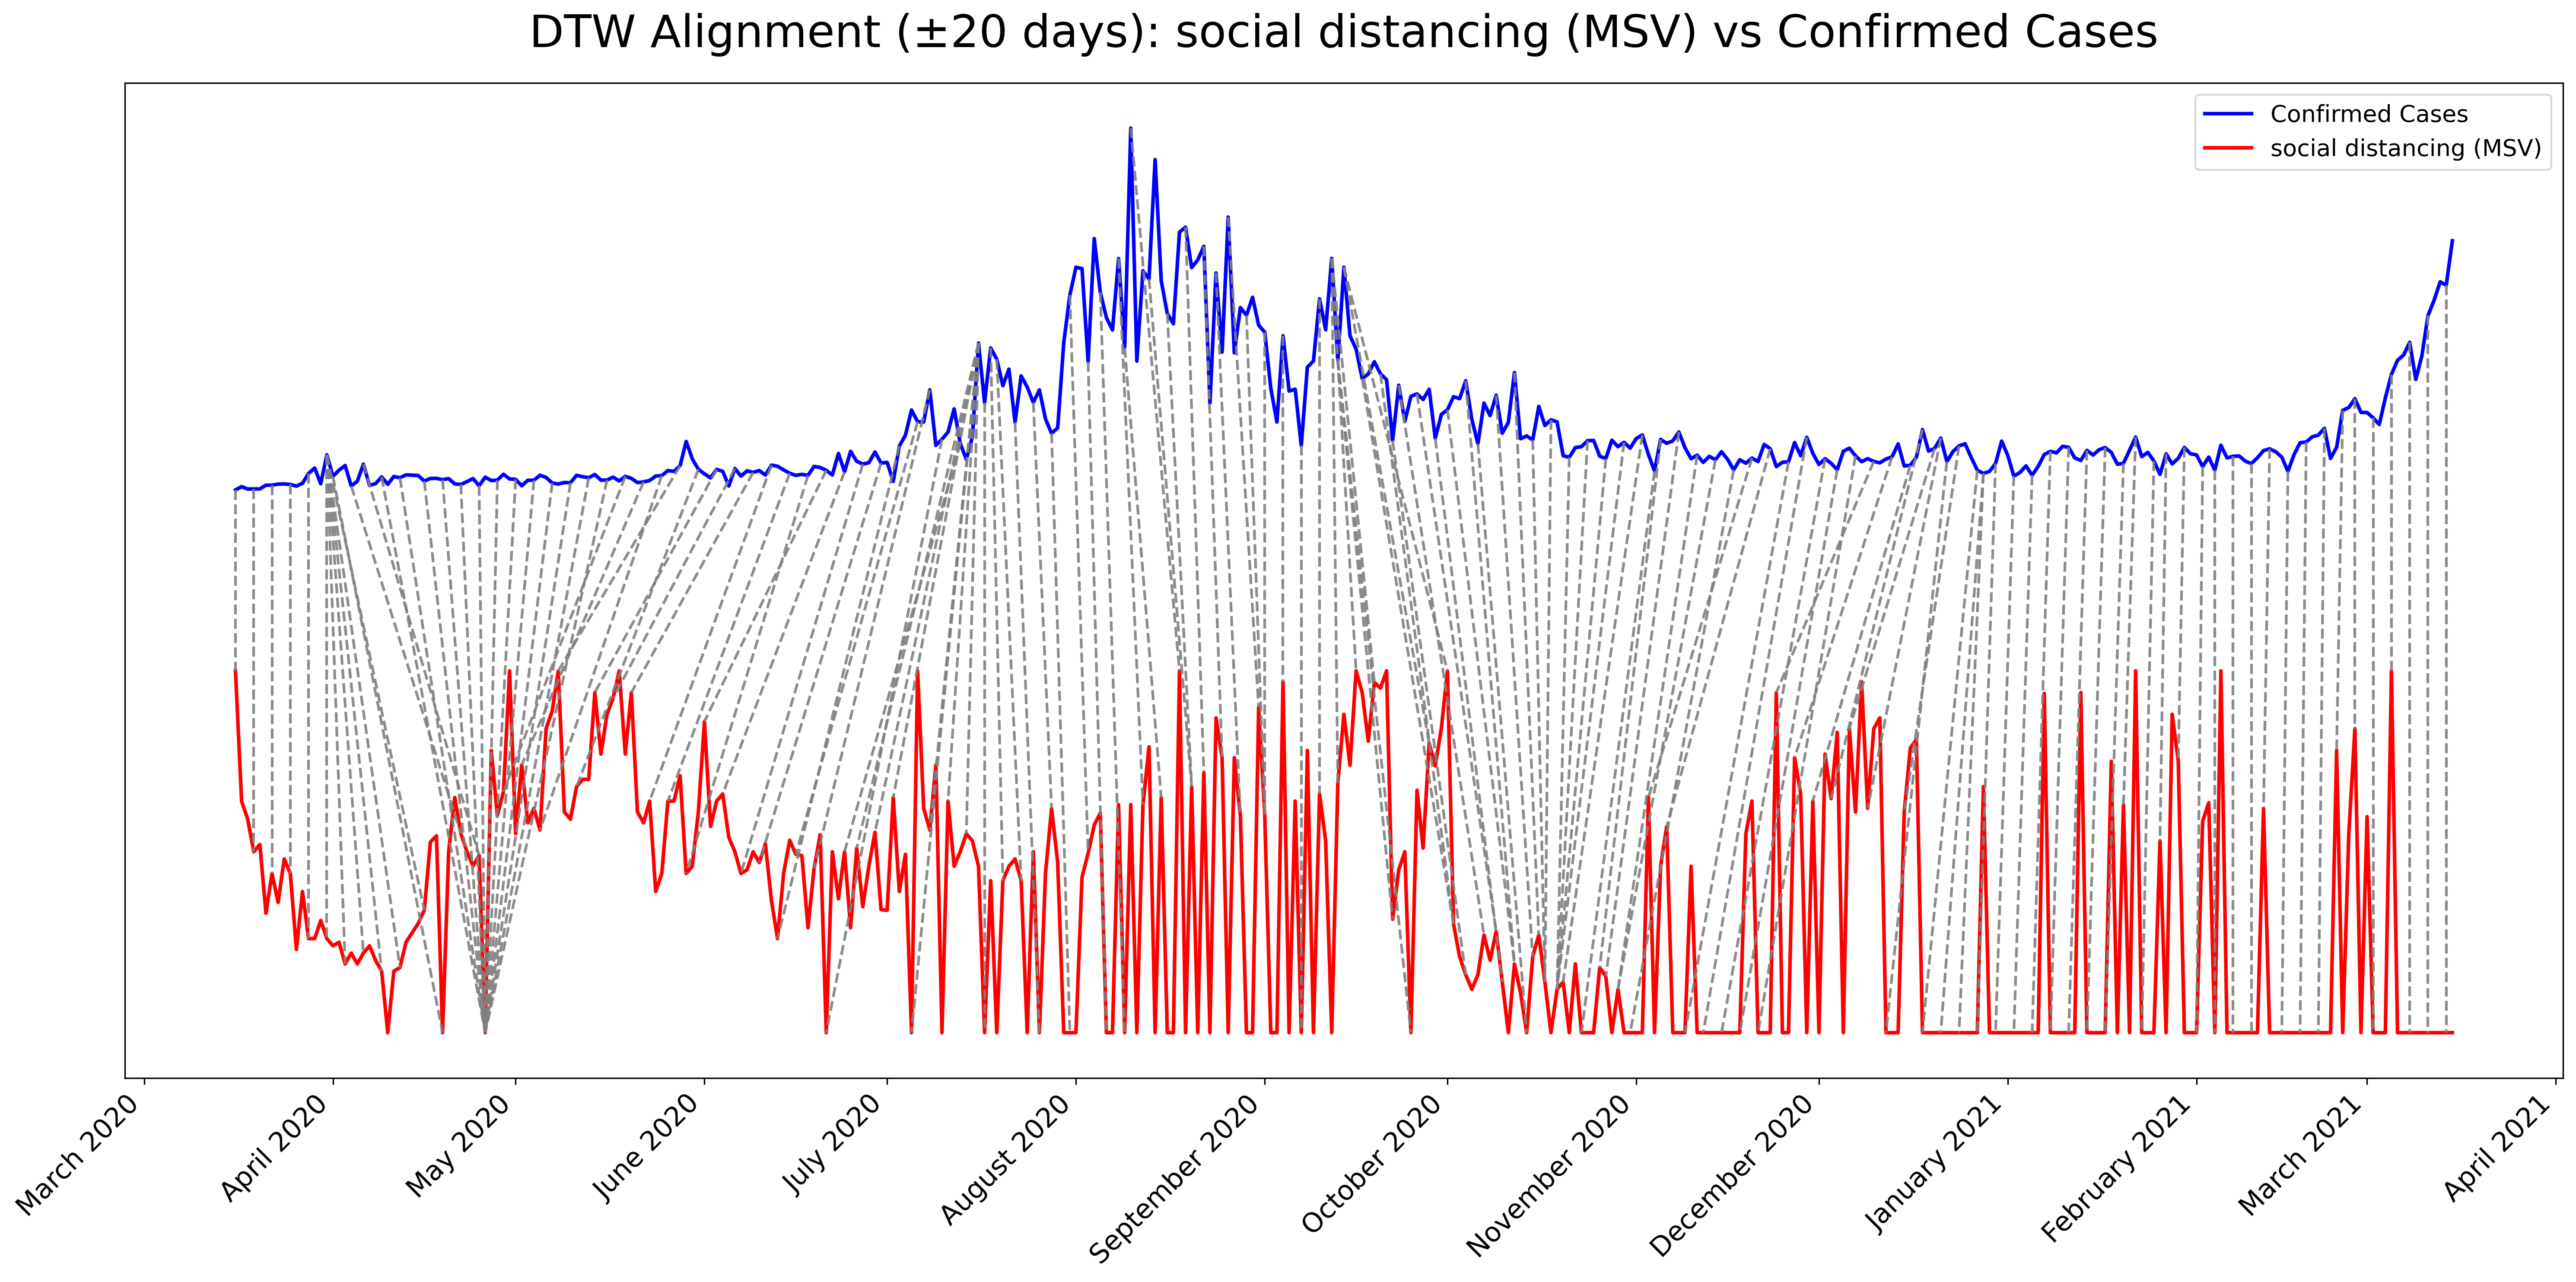 DTW Alignment (±20 days): social distancing (MSV) vs Confirmed Cases
Confirmed Cases
social distancing (MSV)
March 2020
April 2020
May 2020
June 2020
July 2020
August 2020
September 2020
October 2020
November 2020
December 2020
January 2021
February 2021
March 2021
April 2021